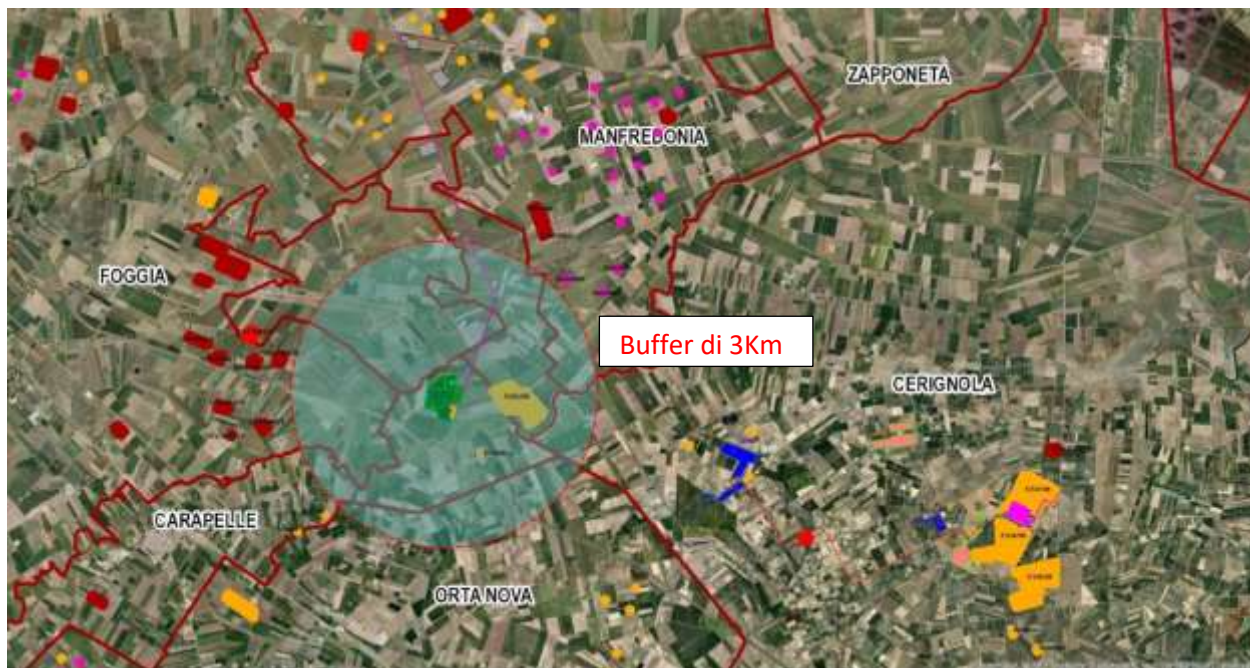 ZAPPONETA
MANFREDONIA
FOGGIA
Buffer di 3Km
CERIGNOLA
CARAPELLE
ORTA NOVA